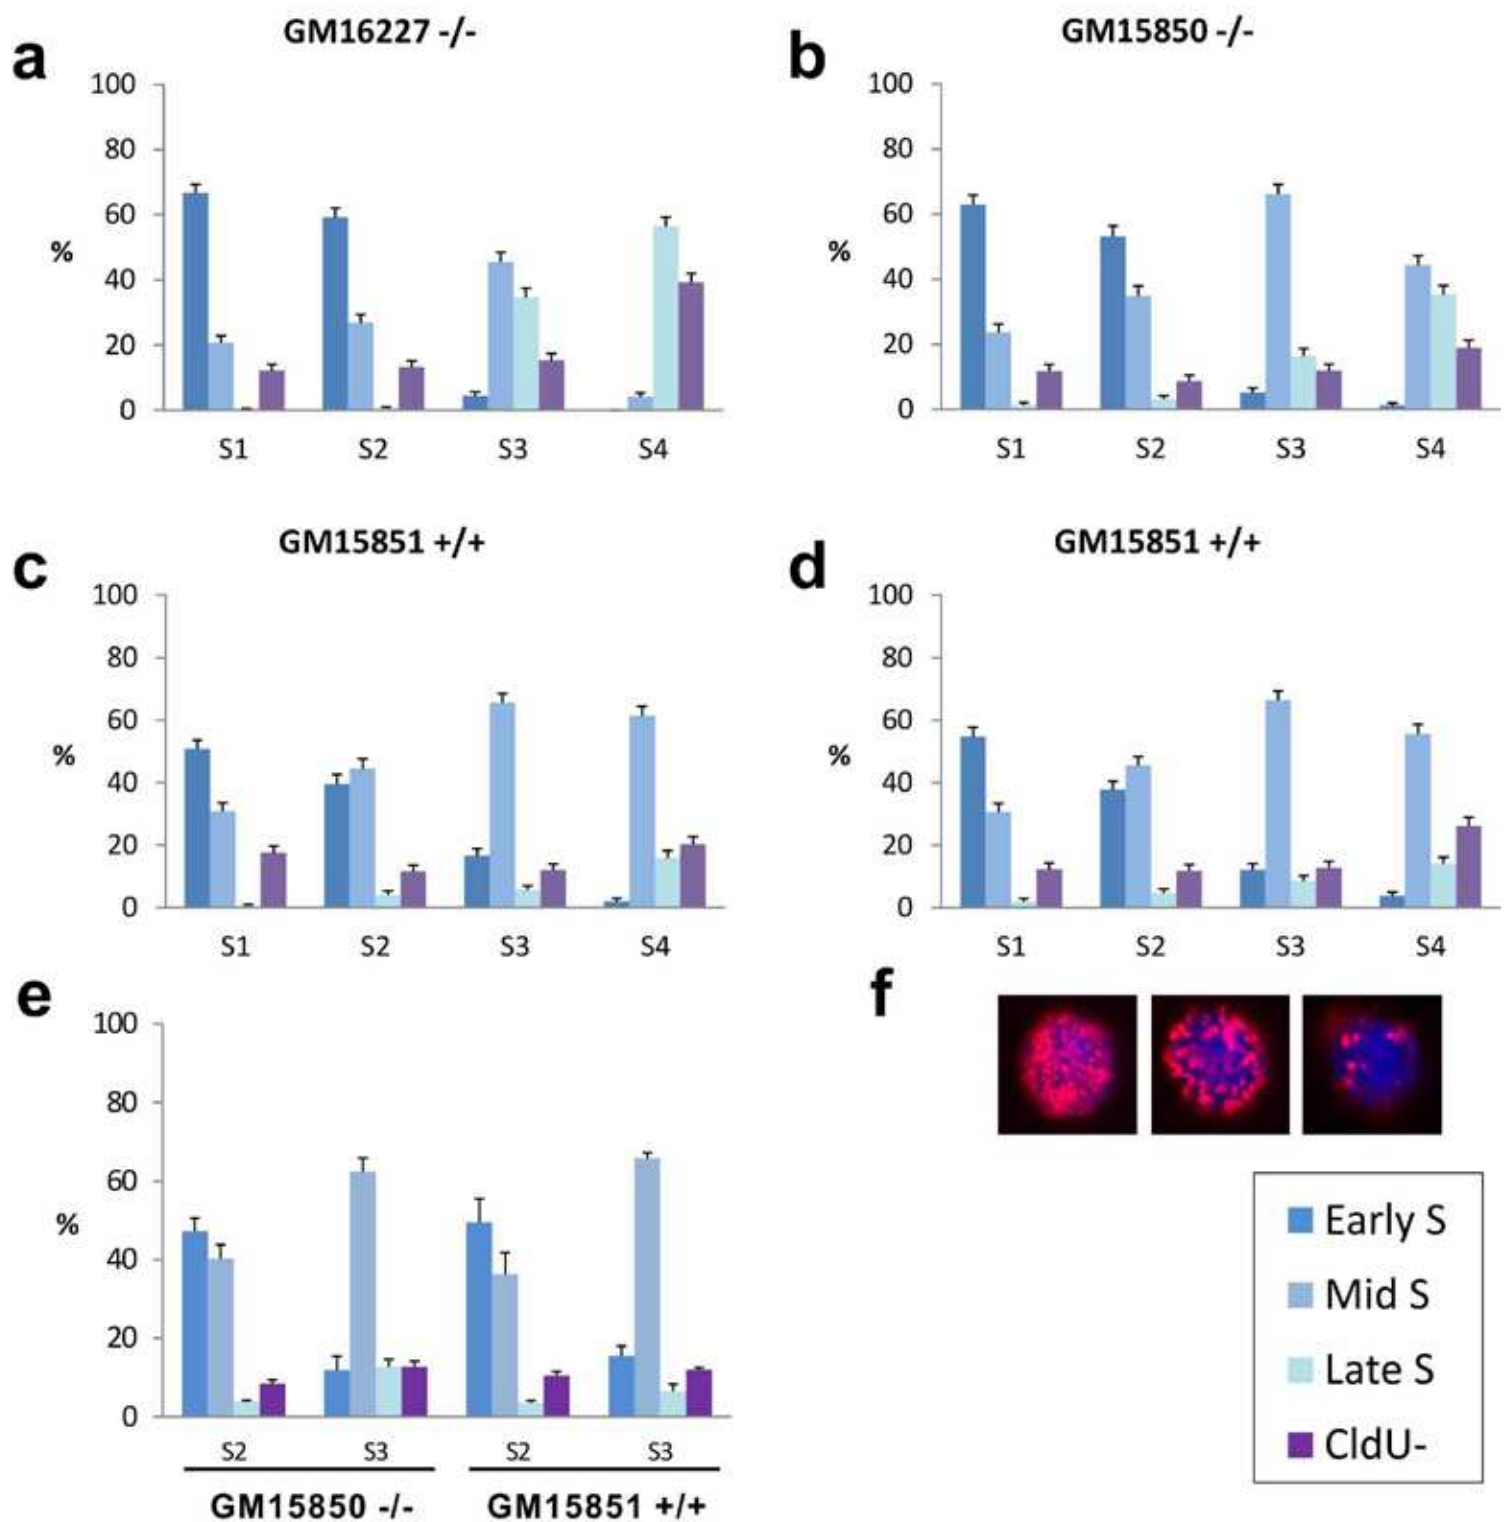 a
GM16227 -/-
100
80
60
%
40
20
0
S1 S2 S3 S4
b
GM15850 -/-
100
80
60
%
40
20
0
S1 S2 S3 S4
c
GM15851 +/+
100
80
60
%
40
20
0
S1 S2 S3 S4
d
GM15851 +/+
100
80
60
%
40
20
0
S1 S2 S3 S4
e
100
80
60
%
40
20
0
S2 S3 S2 S3
GM15850 -/- GM15851 +/+
f
Early S
Mid S
Late S
CldU-